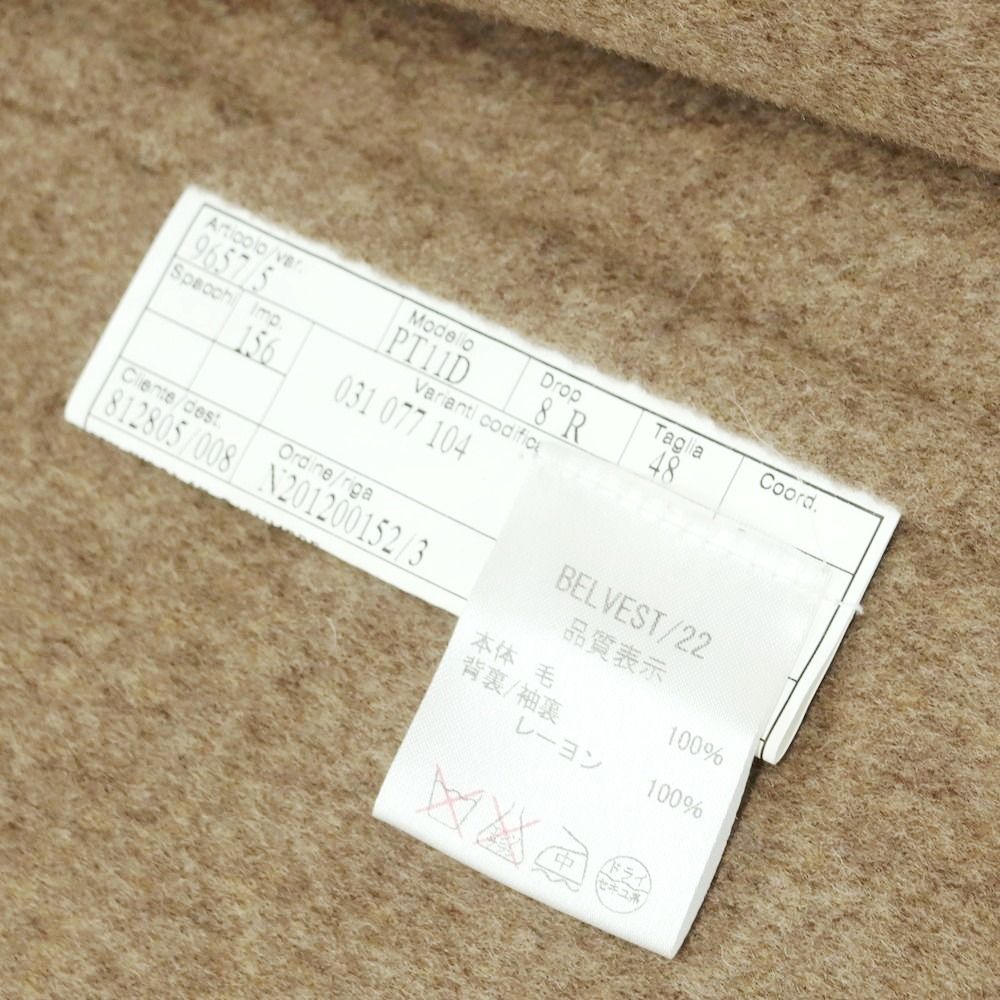 Articolo/var.
9657/5
Modello
PT11D
Drop
8 R
Taglia
48
Coord.
Spacchi
Imp.
156
Varianti codific
031 077 104
Cliente/dest.
812805/008
Ordine/riga
N201200152/3
BELVEST/22
品質表示
本体 毛 100%
背裏/袖裏
レーヨン 100%
中
ドライ
セキユ系